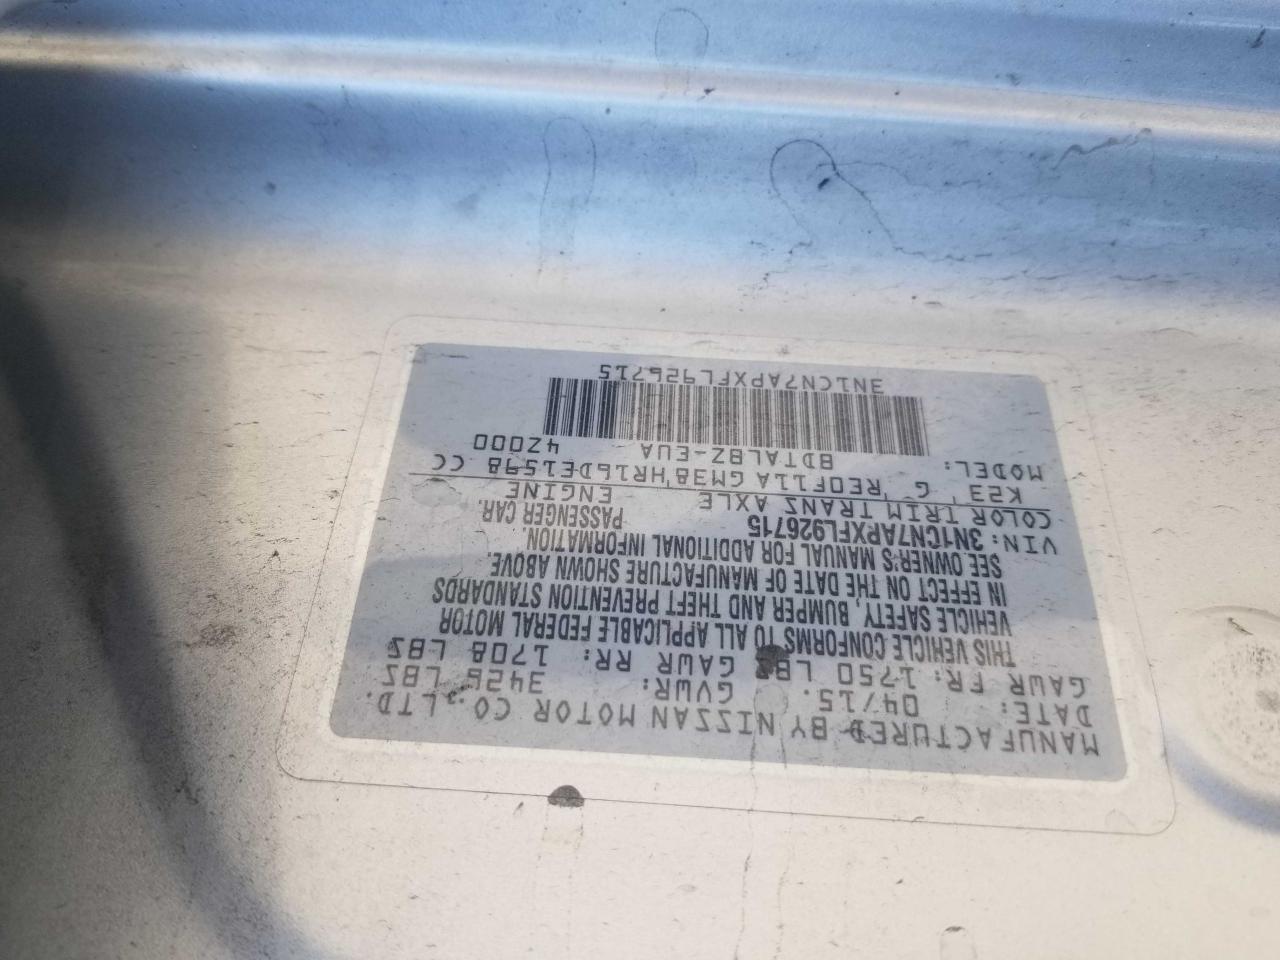 MANUFACTURED BY NISSAN MOTOR CO.,LTD.
DATE: 04/15. GVWR: 3426 LBS
GAWR FR: 1750 LBS GAWR RR: 1708 LBS
THIS VEHICLE CONFORMS TO ALL APPLICABLE FEDERAL MOTOR
VEHICLE SAFETY, BUMPER AND THEFT PREVENTION STANDARDS
IN EFFECT ON THE DATE OF MANUFACTURE SHOWN ABOVE.
SEE OWNER'S MANUAL FOR ADDITIONAL INFORMATION.
VIN: 3N1CN7APXFL926715 PASSENGER CAR.
COLOR TRIM TRANS AXLE ENGINE
K23 G RE0F11A GM38 HR16DE1598 CC
MODEL: BDTALBZ-EUA 42000
3N1CN7APXFL926715